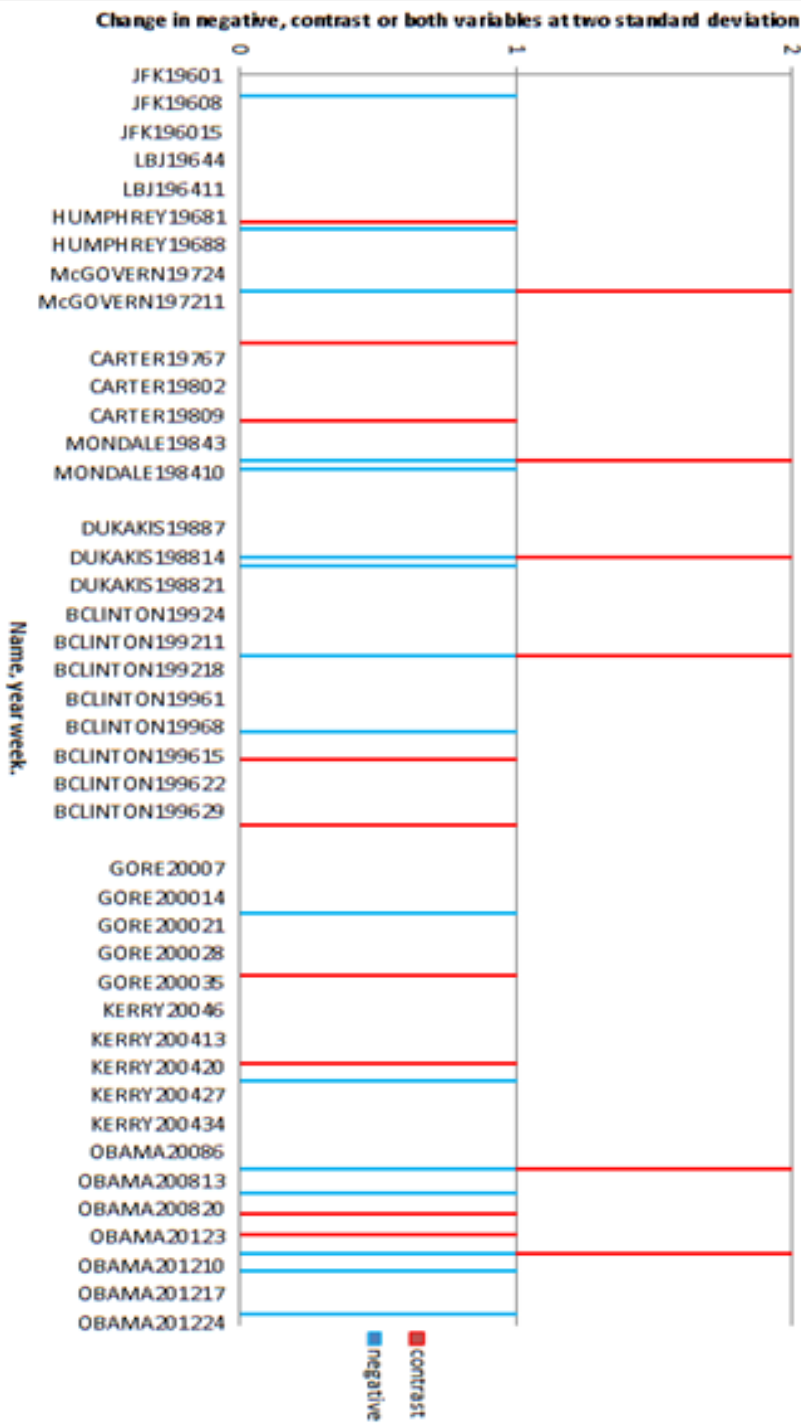 Change in negative, contrast or both variables at two standard deviation
0
1
2
JFK19601
JFK19608
JFK196015
LBJ19644
LBJ196411
HUMPHREY19681
HUMPHREY19688
McGOVERN19724
McGOVERN197211
CARTER19767
CARTER19802
CARTER19809
MONDALE19843
MONDALE198410
DUKAKIS19887
DUKAKIS198814
DUKAKIS198821
BCLINTON19924
BCLINTON199211
BCLINTON199218
BCLINTON19961
BCLINTON19968
BCLINTON199615
BCLINTON199622
BCLINTON199629
GORE20007
GORE200014
GORE200021
GORE200028
GORE200035
KERRY20046
KERRY200413
KERRY200420
KERRY200427
KERRY200434
OBAMA20086
OBAMA200813
OBAMA200820
OBAMA20123
OBAMA201210
OBAMA201217
OBAMA201224
Name, year week.
contrast
negative